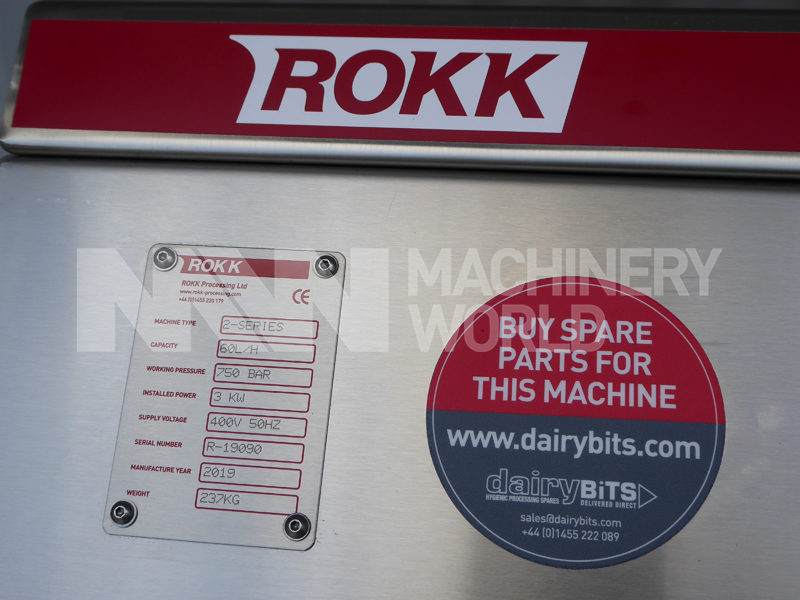 ROKK
ROKK
ROKK Processing Ltd
www.rokk-processing.com
+44 (0)1455 220 179
CE
MACHINE TYPE 2-SERIES
CAPACITY 60L/H
WORKING PRESSURE 750 BAR
INSTALLED POWER 3 KW
SUPPLY VOLTAGE 400V 50HZ
SERIAL NUMBER R-19090
MANUFACTURE YEAR 2019
WEIGHT 237KG
MACHINERY
WORLD
BUY SPARE
PARTS FOR
THIS MACHINE
www.dairybits.com
dairyBiTS
HYGIENIC PROCESSING SPARES DELIVERED DIRECT
sales@dairybits.com
+44 (0)1455 222 089